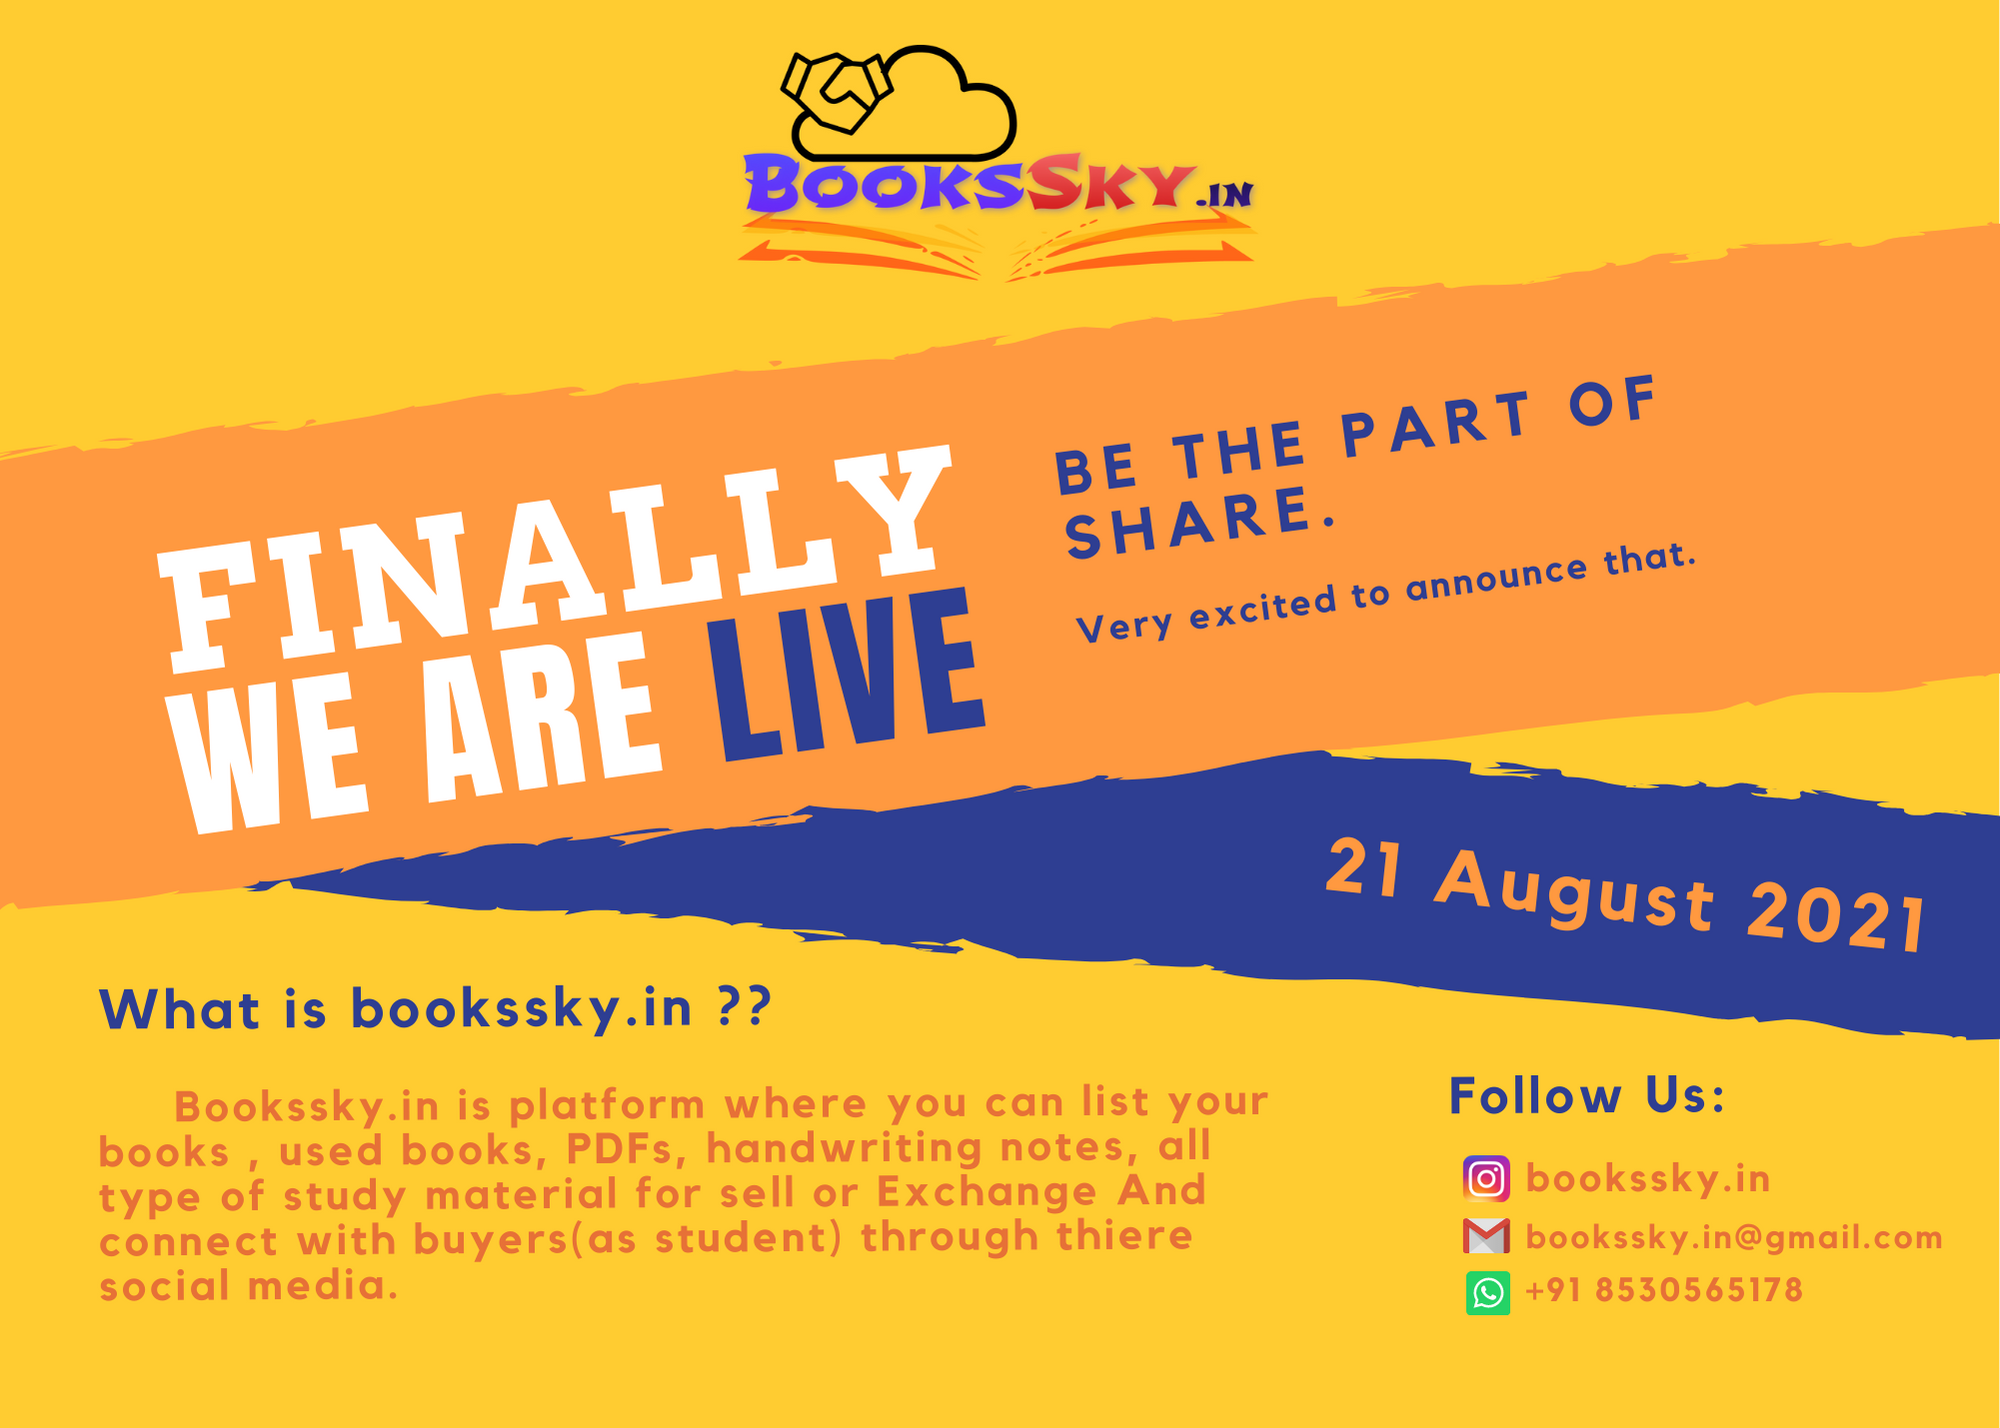 BOOKSSKY.IN
FINALLY
WE ARE LIVE
BE THE PART OF
SHARE.
Very excited to announce that.
21 August 2021
What is bookssky.in ??
Bookssky.in is platform where you can list your
books , used books, PDFs, handwriting notes, all
type of study material for sell or Exchange And
connect with buyers(as student) through thiere
social media.
Follow Us:
bookssky.in
bookssky.in@gmail.com
+91 8530565178